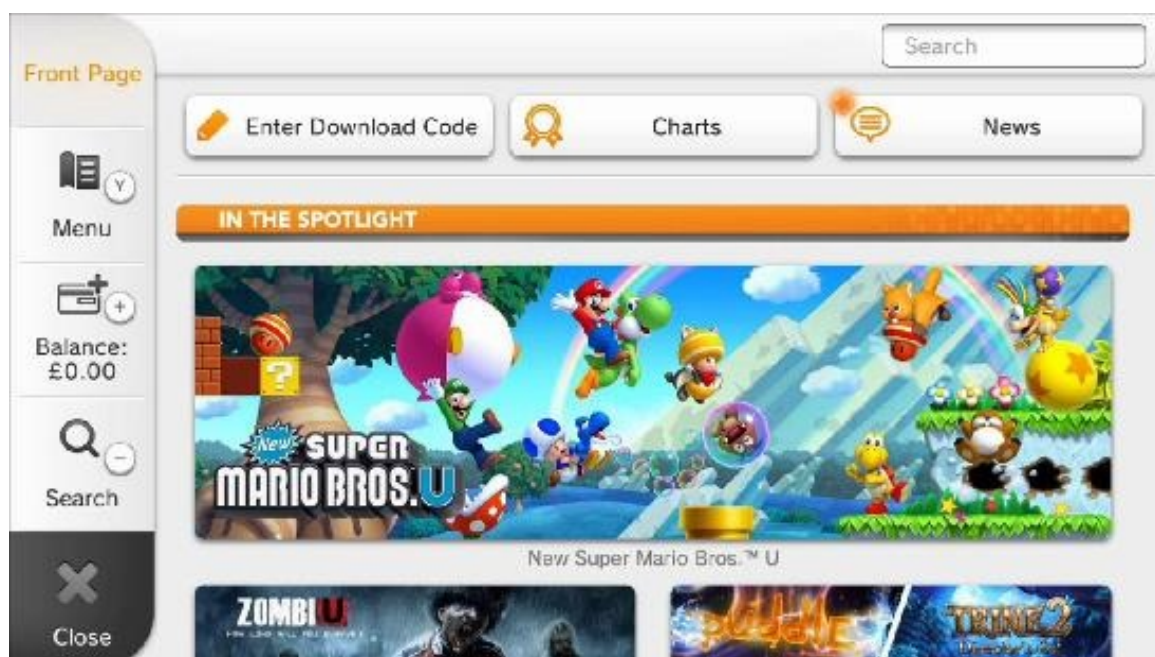 Front Page
Search
Enter Download Code
Charts
News
Y
Menu
+
Balance:
£0.00
−
Search
Close
IN THE SPOTLIGHT
?
New SUPER
MARIO BROS. U
New Super Mario Bros.™ U
ZOMBI U
TRINE 2